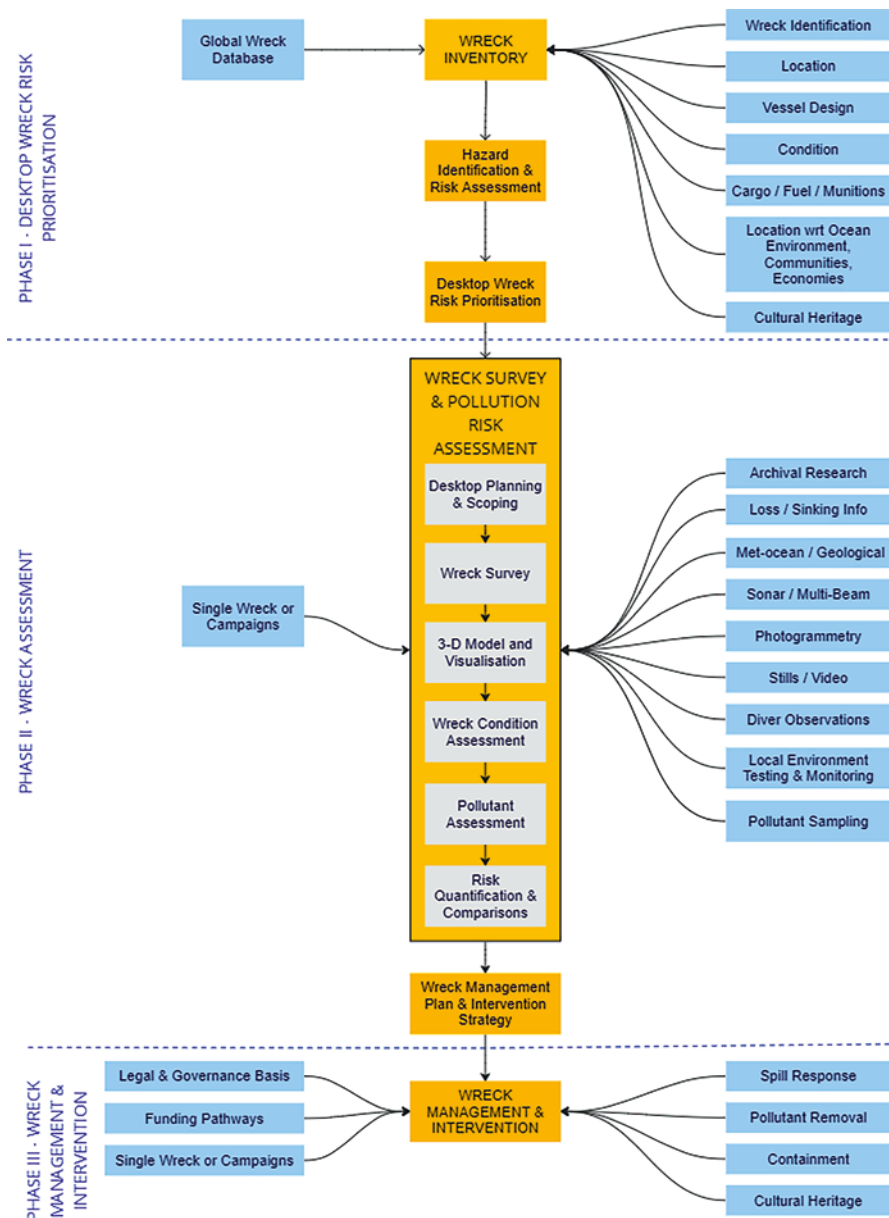 PHASE I - DESKTOP WRECK RISK
PRIORITISATION
Global Wreck
Database
WRECK
INVENTORY
Hazard
Identification &
Risk Assessment
Desktop Wreck
Risk Prioritisation
Wreck Identification
Location
Vessel Design
Condition
Cargo / Fuel / Munitions
Location wrt Ocean
Environment,
Communities,
Economies
Cultural Heritage
PHASE II - WRECK ASSESSMENT
Single Wreck or
Campaigns
WRECK SURVEY
& POLLUTION
RISK
ASSESSMENT
Desktop Planning
& Scoping
Wreck Survey
3-D Model and
Visualisation
Wreck Condition
Assessment
Pollutant
Assessment
Risk
Quantification &
Comparisons
Wreck Management
Plan & Intervention
Strategy
Archival Research
Loss / Sinking Info
Met-ocean / Geological
Sonar / Multi-Beam
Photogrammetry
Stills / Video
Diver Observations
Local Environment
Testing & Monitoring
Pollutant Sampling
PHASE III - WRECK
MANAGEMENT &
INTERVENTION
Legal & Governance Basis
Funding Pathways
Single Wreck or Campaigns
WRECK
MANAGEMENT &
INTERVENTION
Spill Response
Pollutant Removal
Containment
Cultural Heritage